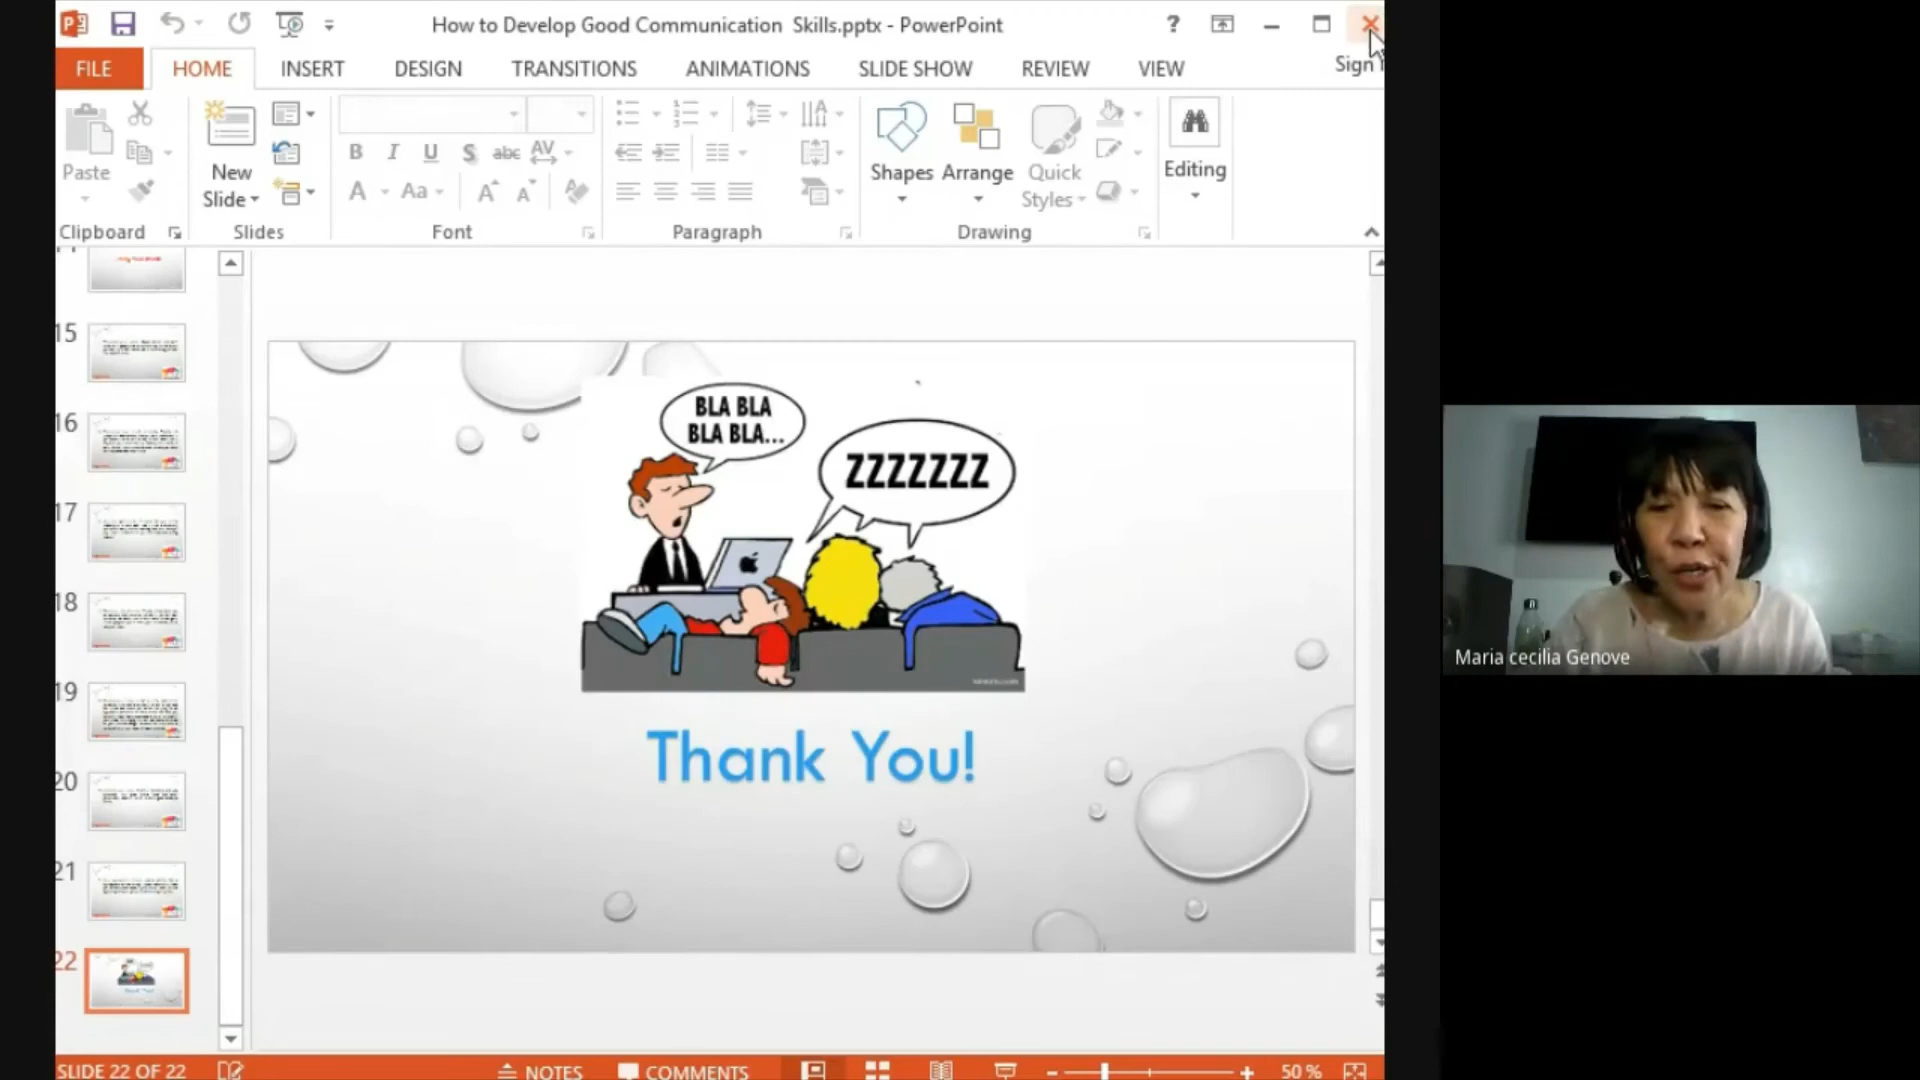 How to Develop Good Communication Skills.pptx - PowerPoint
?
Sign
FILE HOME INSERT DESIGN TRANSITIONS ANIMATIONS SLIDE SHOW REVIEW VIEW
Paste
New
Slide
B I U S abc AV
A Aa A A
Shapes Arrange Quick
Styles
Editing
Clipboard Slides Font Paragraph Drawing
15
16
17
18
19
20
21
22
BLA BLA
BLA BLA...
ZZZZZZZ
Thank You!
Maria cecilia Genove
SLIDE 22 OF 22 NOTES COMMENTS 50 %